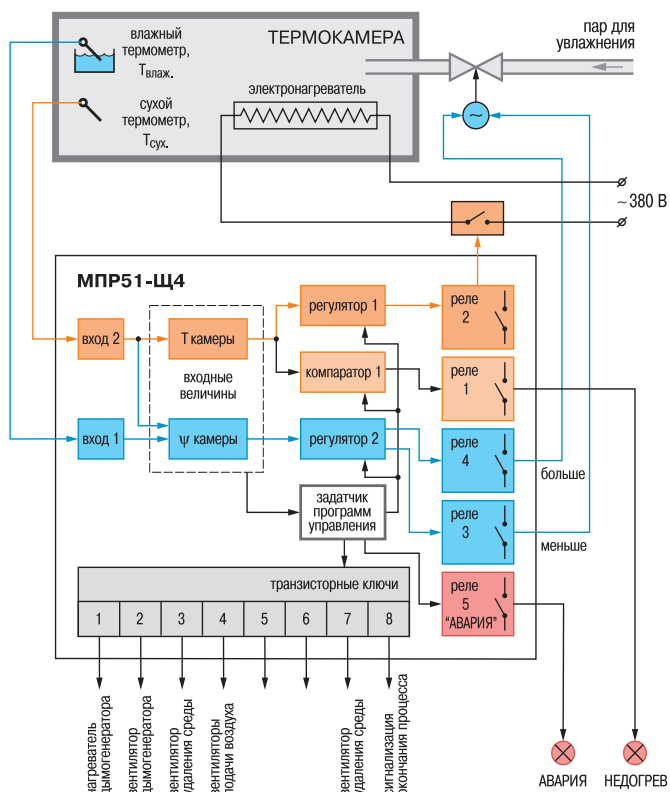 влажный
термометр,
Tвлаж.
ТЕРМОКАМЕРА
пар для
увлажнения
сухой
термометр,
Tсух.
электронагреватель
~
~380 В
МПР51-Щ4
вход 2
T камеры
регулятор 1
реле
2
входные
величины
компаратор 1
реле
1
вход 1
ψ камеры
регулятор 2
реле
4
больше
задатчик
программ
управления
реле
3
меньше
транзисторные ключи
реле
5
"АВАРИЯ"
1 2 3 4 5 6 7 8
нагреватель
дымогенератора
вентилятор
дымогенератора
вентилятор
удаления среды
вентиляторы
подачи воздуха
вентилятор
удаления среды
сигнализация
окончания процесса
АВАРИЯ
НЕДОГРЕВ